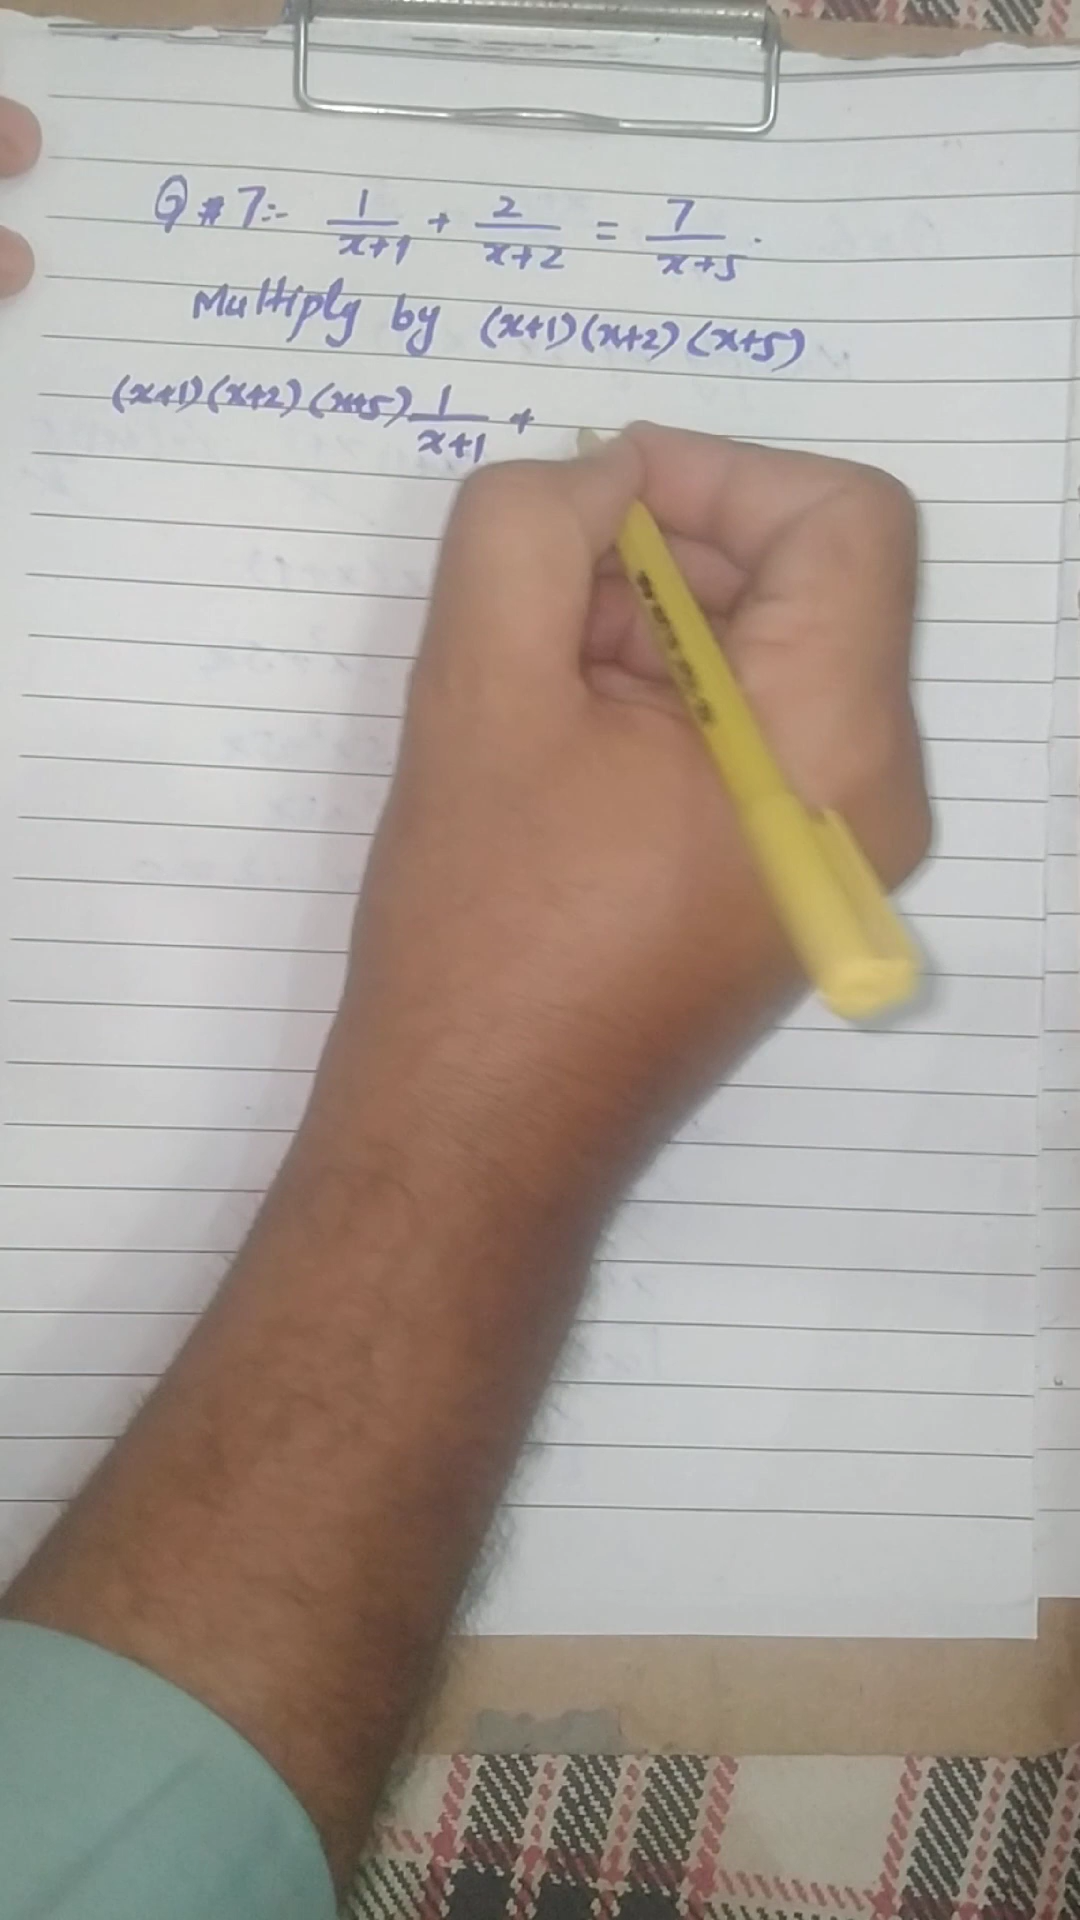 Q # 7:- 1/(x+1) + 2/(x+2) = 7/(x+5).
Multiply by (x+1)(x+2)(x+5)
(x+1)(x+2)(x+5) 1/(x+1) +